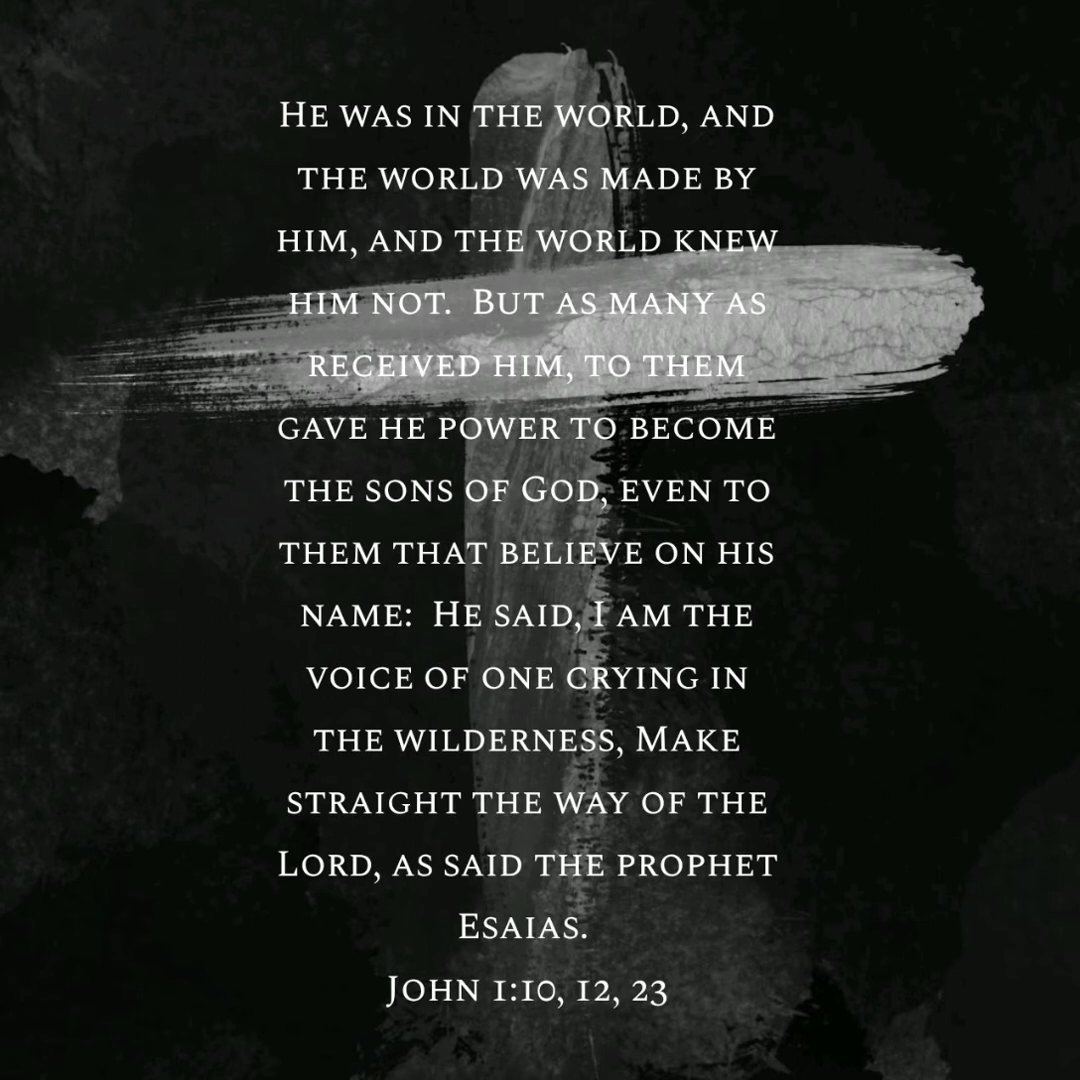 He was in the world, and
the world was made by
him, and the world knew
him not.  But as many as
received him, to them
gave he power to become
the sons of God, even to
them that believe on his
name:  He said, I am the
voice of one crying in
the wilderness, Make
straight the way of the
Lord, as said the prophet
Esaias.
John 1:10, 12, 23